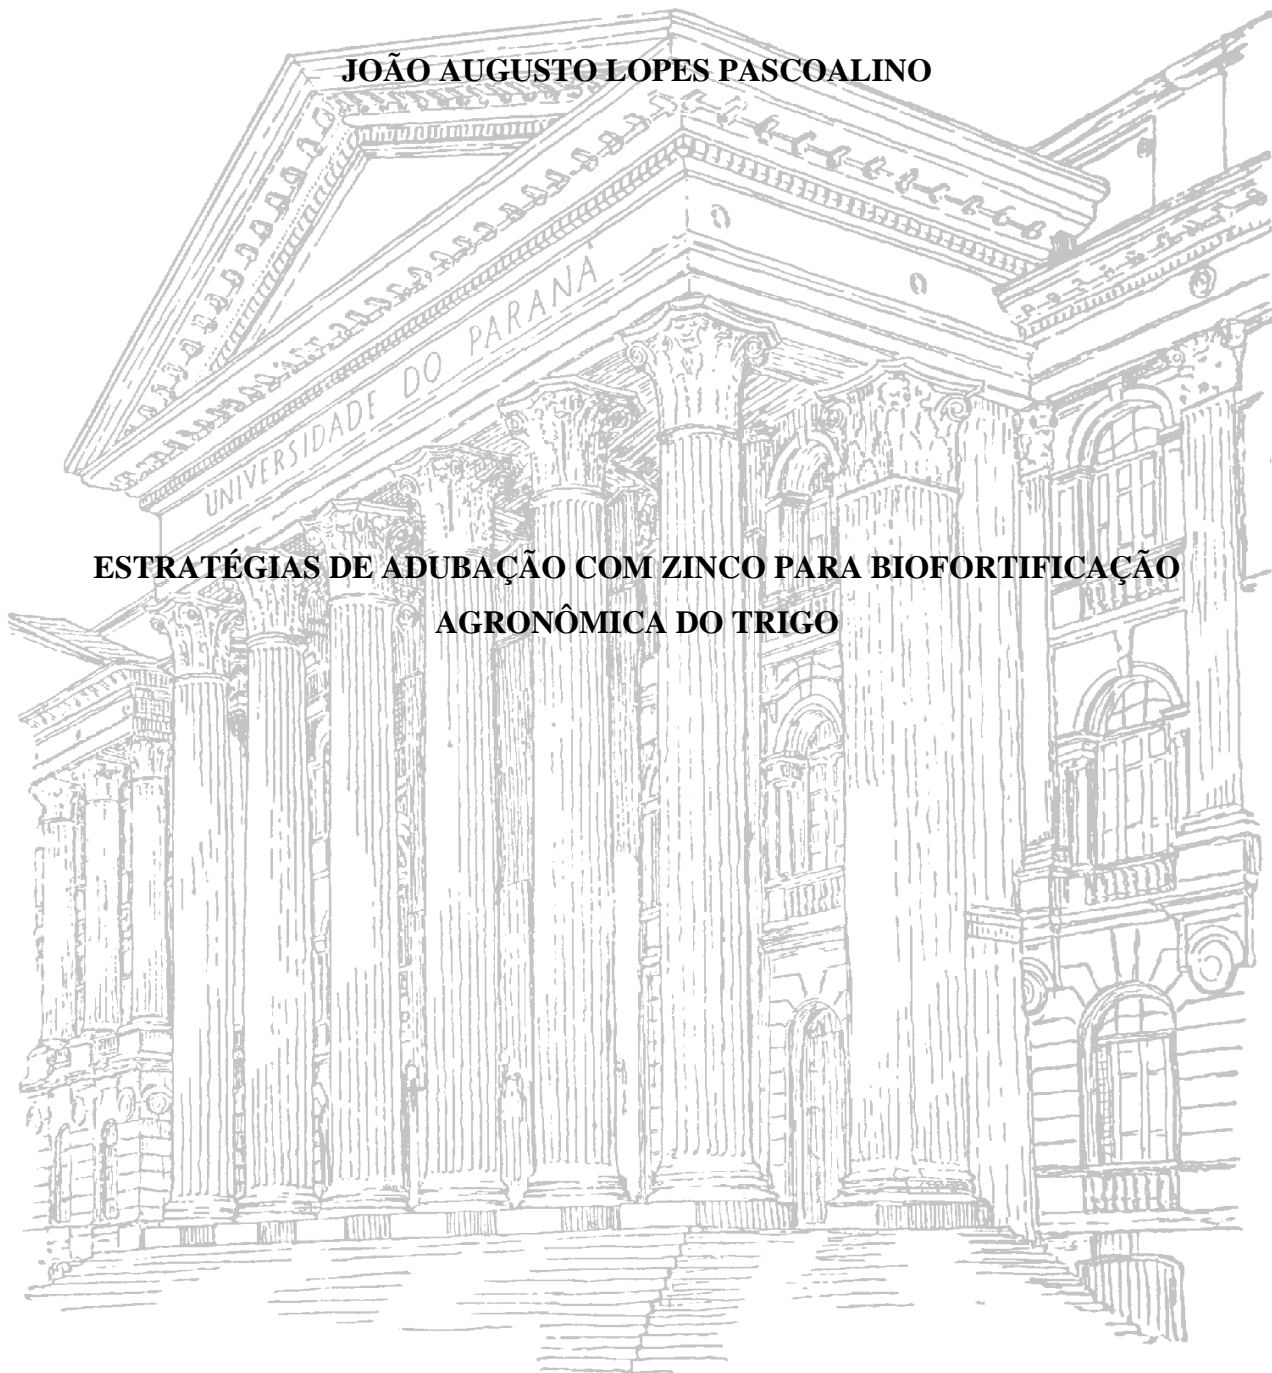 JOÃO AUGUSTO LOPES PASCOALINO
UNIVERSIDADE DO PARANÁ
ESTRATÉGIAS DE ADUBAÇÃO COM ZINCO PARA BIOFORTIFICAÇÃO
AGRONÔMICA DO TRIGO